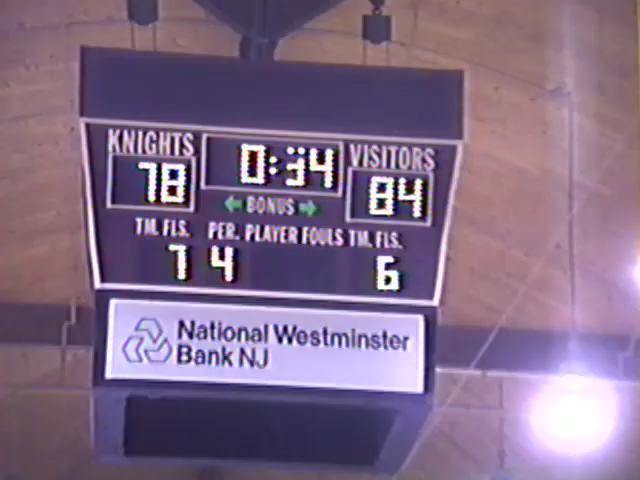 KNIGHTS 0:34 VISITORS
78 84
← BONUS →
TM. FLS. PER. PLAYER FOULS TM. FLS.
7 4 6
National Westminster
Bank NJ